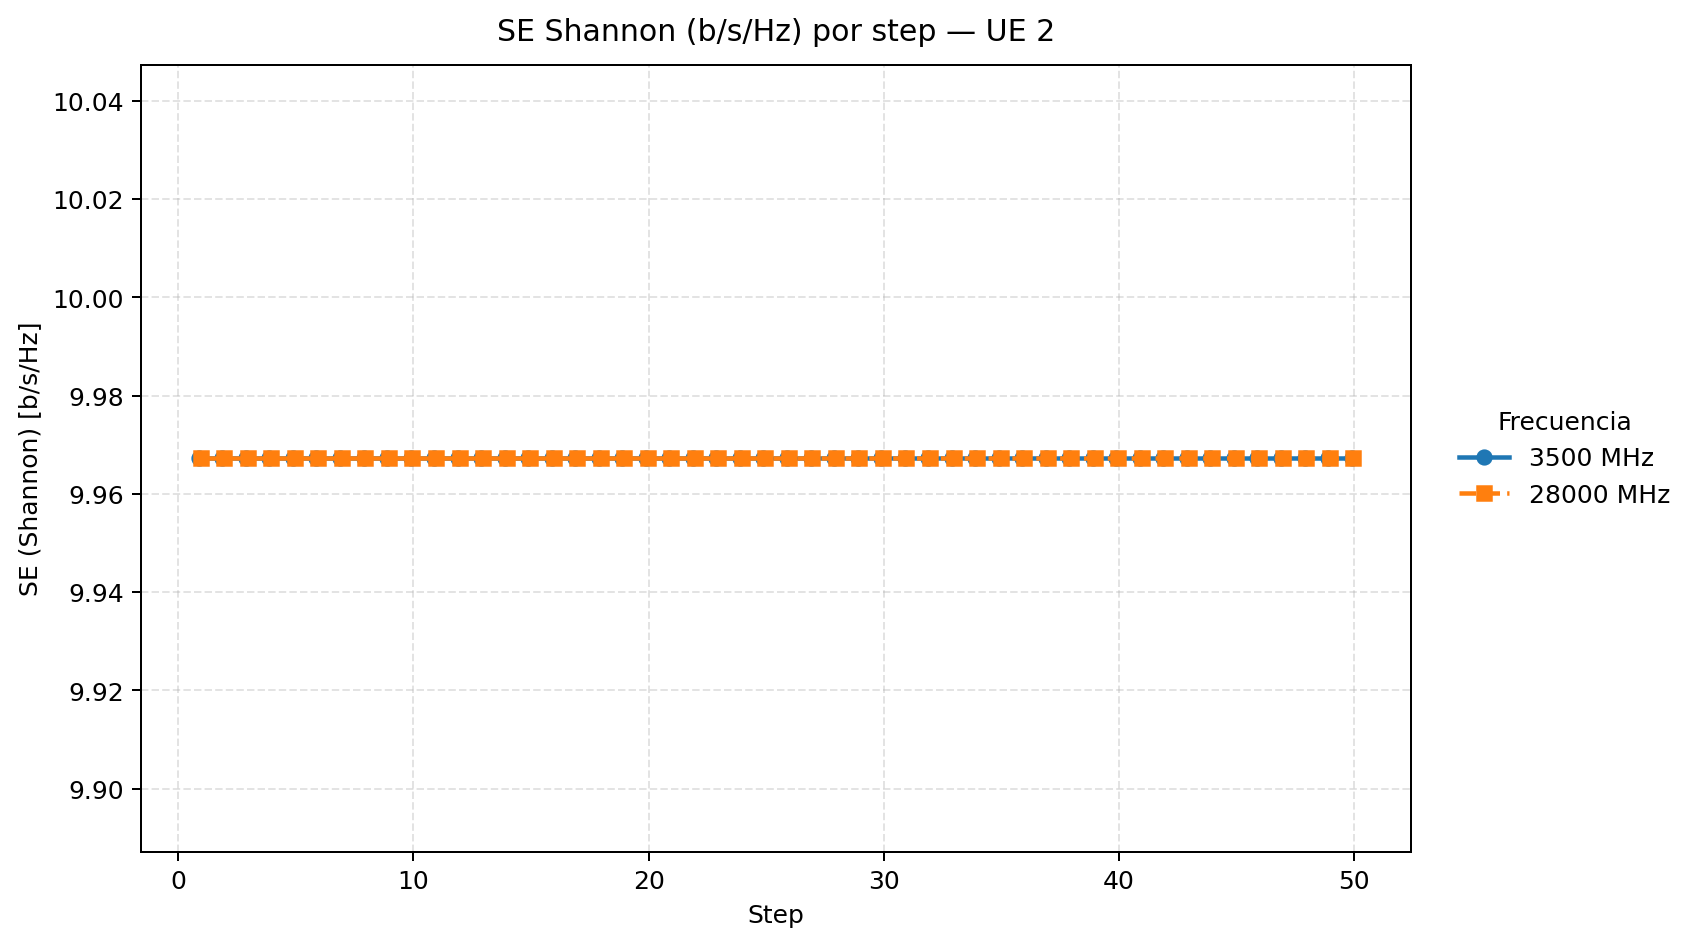 SE Shannon (b/s/Hz) por step — UE 2
SE (Shannon) [b/s/Hz]
10.04
10.02
10.00
9.98
9.96
9.94
9.92
9.90
0 10 20 30 40 50
Step
Frecuencia
3500 MHz
28000 MHz